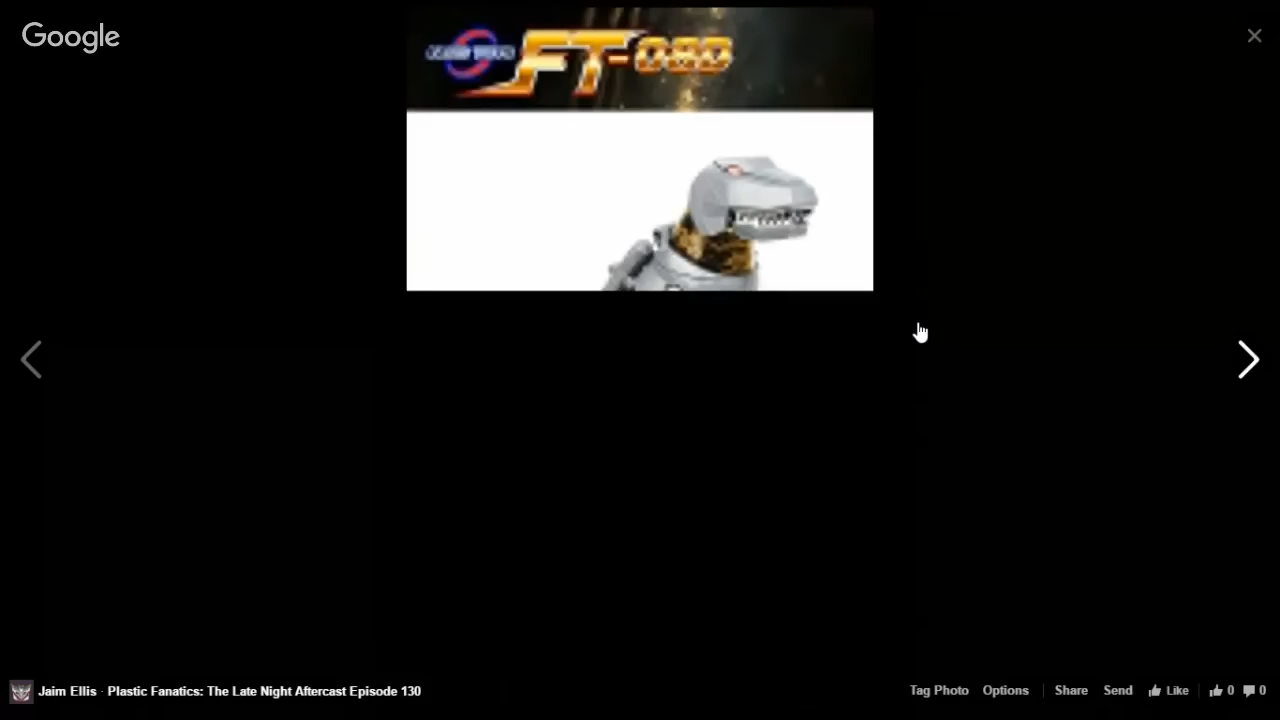 Google
FT-08D
Jaim Ellis · Plastic Fanatics: The Late Night Aftercast Episode 130
Tag Photo Options Share Send Like 0 0